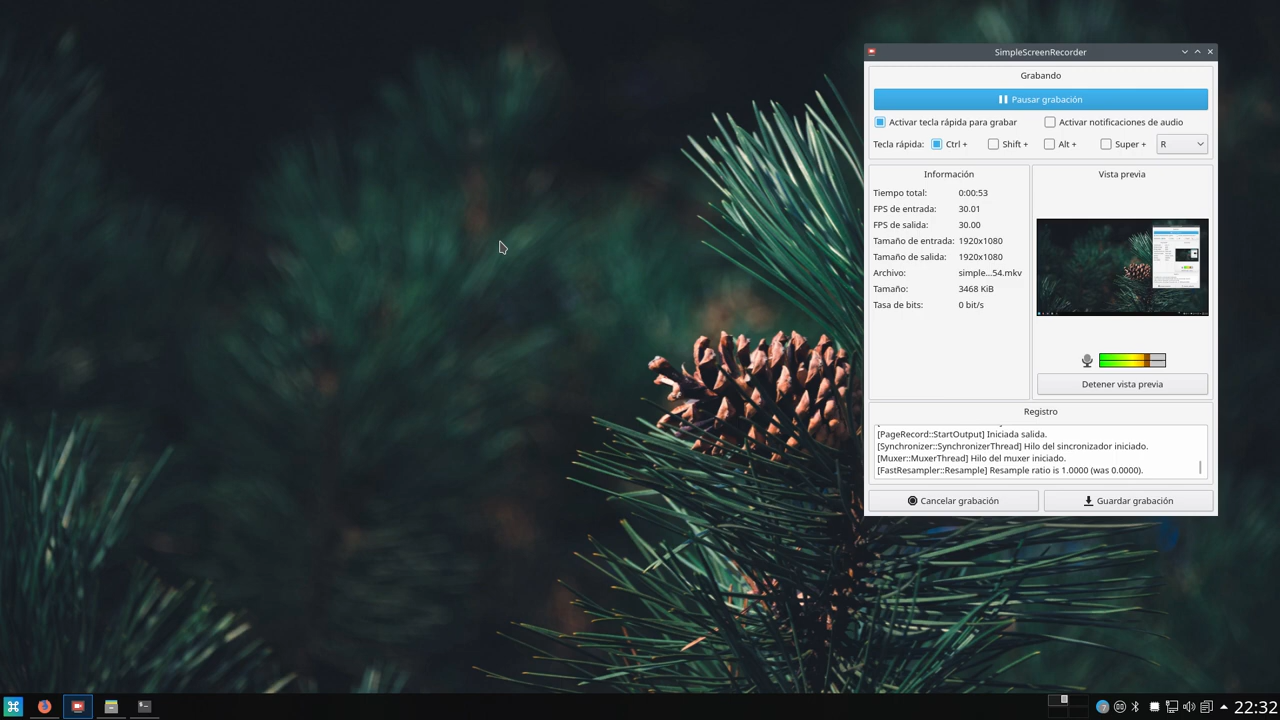 SimpleScreenRecorder
Grabando
Pausar grabación
Activar tecla rápida para grabar
Activar notificaciones de audio
Tecla rápida: Ctrl + Shift + Alt + Super + R
Información
Tiempo total: 0:00:53
FPS de entrada: 30.01
FPS de salida: 30.00
Tamaño de entrada: 1920x1080
Tamaño de salida: 1920x1080
Archivo: simple...54.mkv
Tamaño: 3468 KiB
Tasa de bits: 0 bit/s
Vista previa
Detener vista previa
Registro
[PageRecord::StartOutput] Iniciada salida.
[Synchronizer::SynchronizerThread] Hilo del sincronizador iniciado.
[Muxer::MuxerThread] Hilo del muxer iniciado.
[FastResampler::Resample] Resample ratio is 1.0000 (was 0.0000).
Cancelar grabación
Guardar grabación
22:32